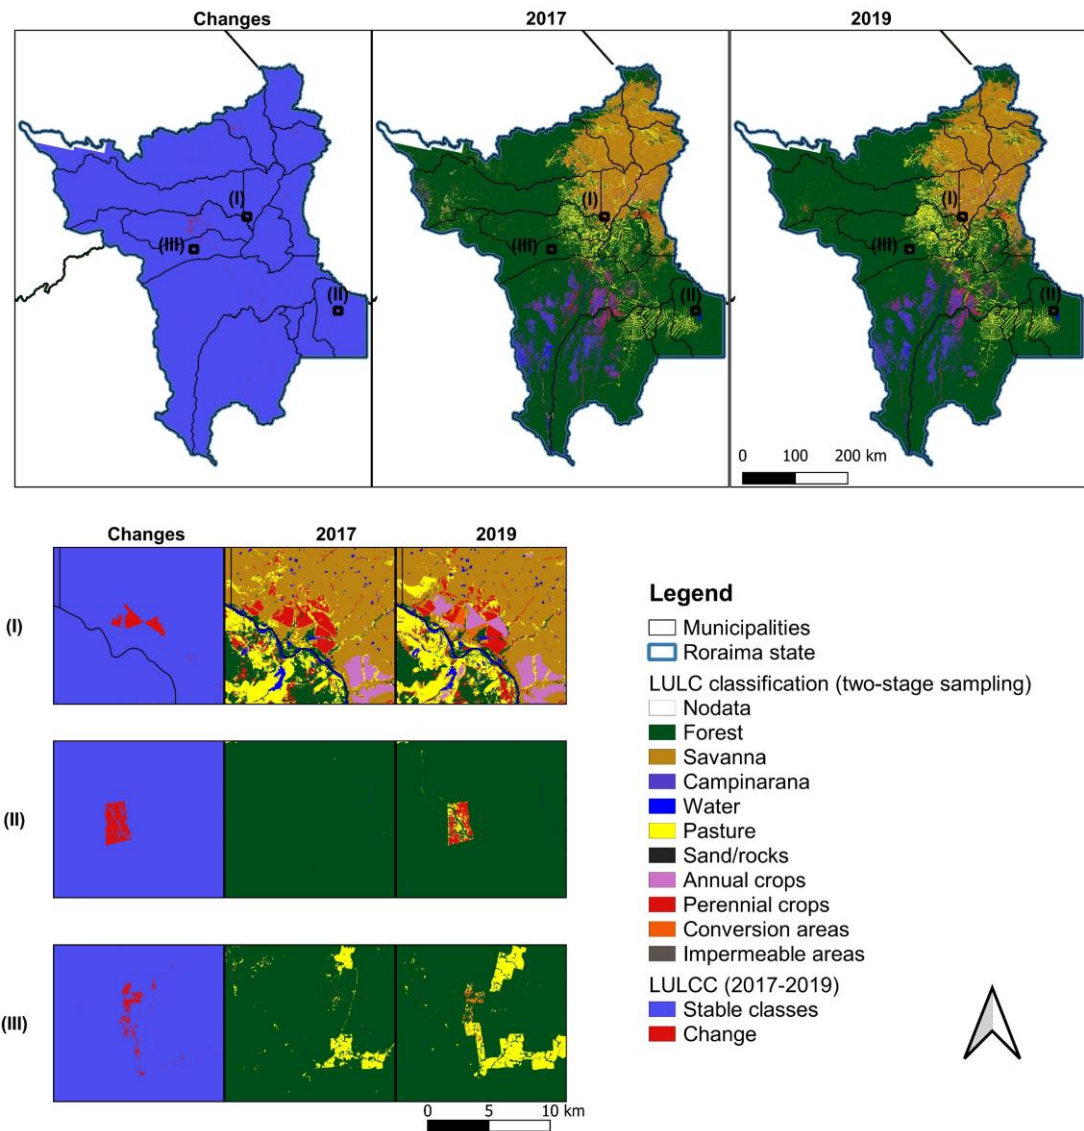 Changes 2017 2019
(I) (I) (I)
(III) (III) (III)
(II) (II) (II)
0 100 200 km
Changes 2017 2019
(I)
(II)
(III)
0 5 10 km
Legend
Municipalities
Roraima state
LULC classification (two-stage sampling)
Nodata
Forest
Savanna
Campinarana
Water
Pasture
Sand/rocks
Annual crops
Perennial crops
Conversion areas
Impermeable areas
LULCC (2017-2019)
Stable classes
Change